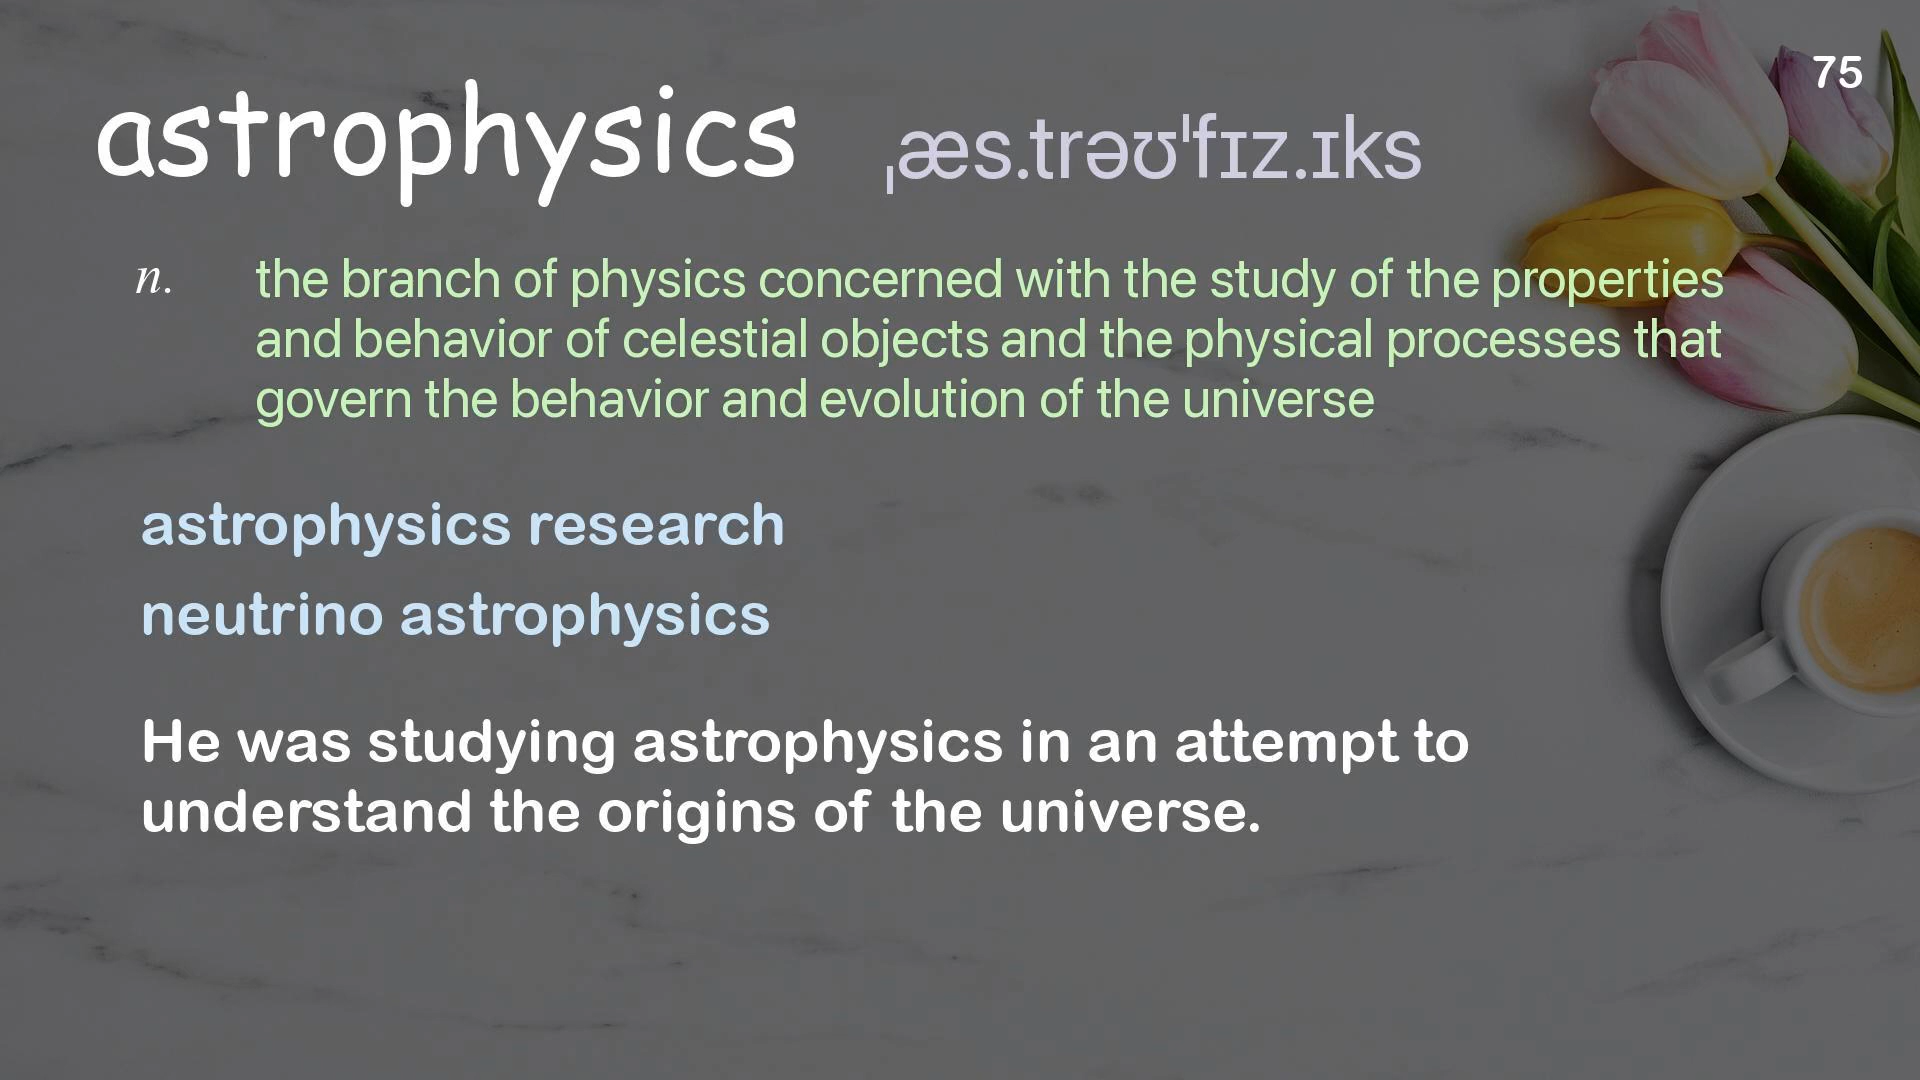 75
astrophysics ˌæs.trəʊˈfɪz.ɪks
n. the branch of physics concerned with the study of the properties
and behavior of celestial objects and the physical processes that
govern the behavior and evolution of the universe
astrophysics research
neutrino astrophysics
He was studying astrophysics in an attempt to
understand the origins of the universe.